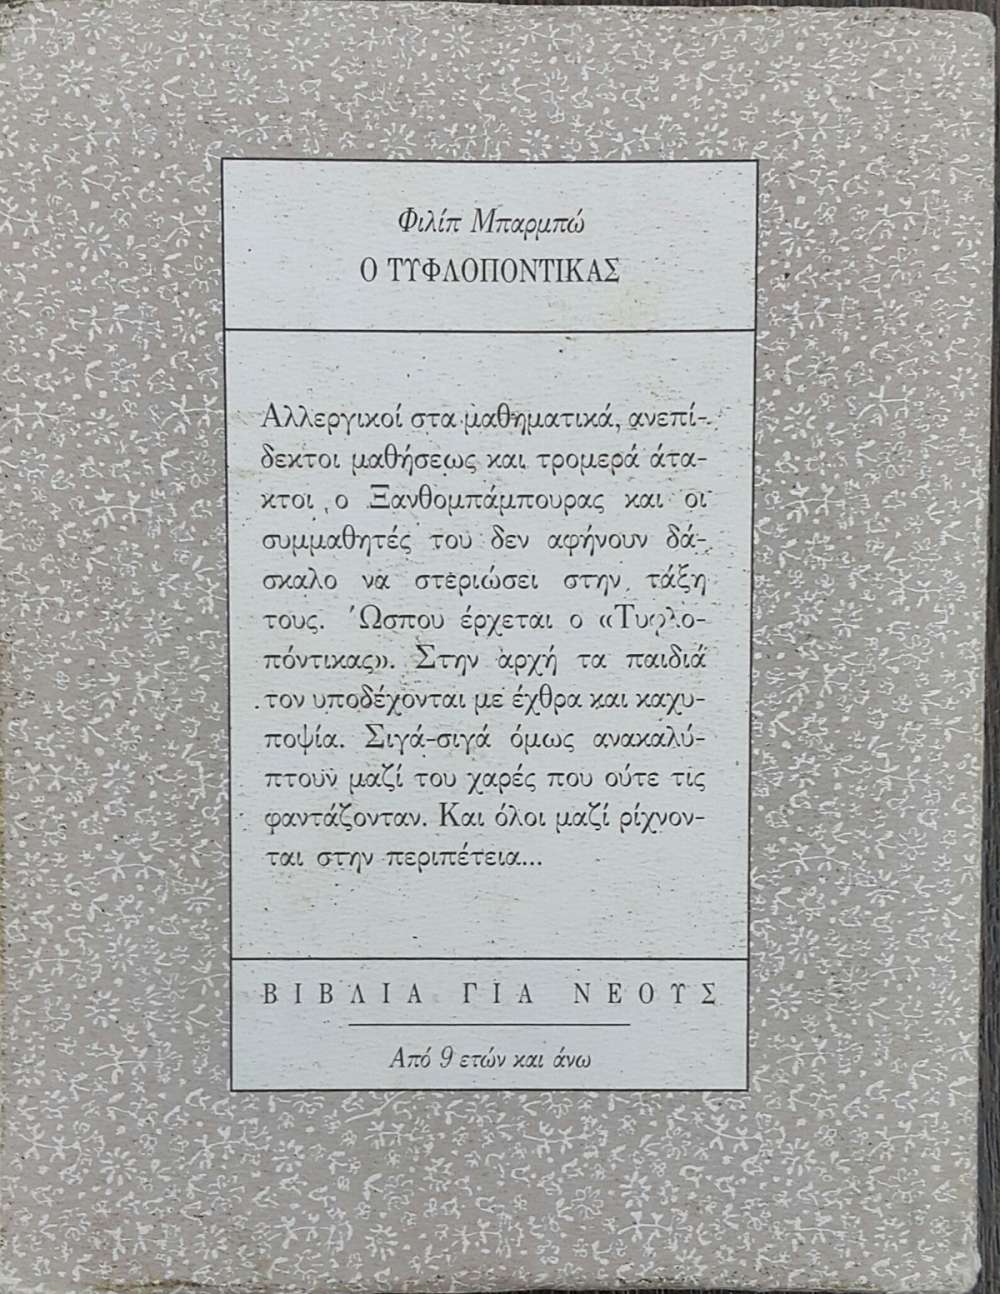 Φιλίπ Μπαρμπώ
Ο ΤΥΦΛΟΠΟΝΤΙΚΑΣ
Αλλεργικοί στα μαθηματικά, ανεπί-
δεκτοι μαθήσεως και τρομερά άτα-
κτοι, ο Ξανθομπάμπουρας και οι
συμμαθητές του δεν αφήνουν δά-
σκαλο να στεριώσει στην τάξη
τους. Ώσπου έρχεται ο «Τυφλο-
πόντικας». Στην αρχή τα παιδιά
τον υποδέχονται με έχθρα και καχυ-
ποψία. Σιγά-σιγά όμως ανακαλύ-
πτουν μαζί του χαρές που ούτε τις
φαντάζονταν. Και όλοι μαζί ρίχνον-
ται στην περιπέτεια...
ΒΙΒΛΙΑ ΓΙΑ ΝΕΟΥΣ
Από 9 ετών και άνω